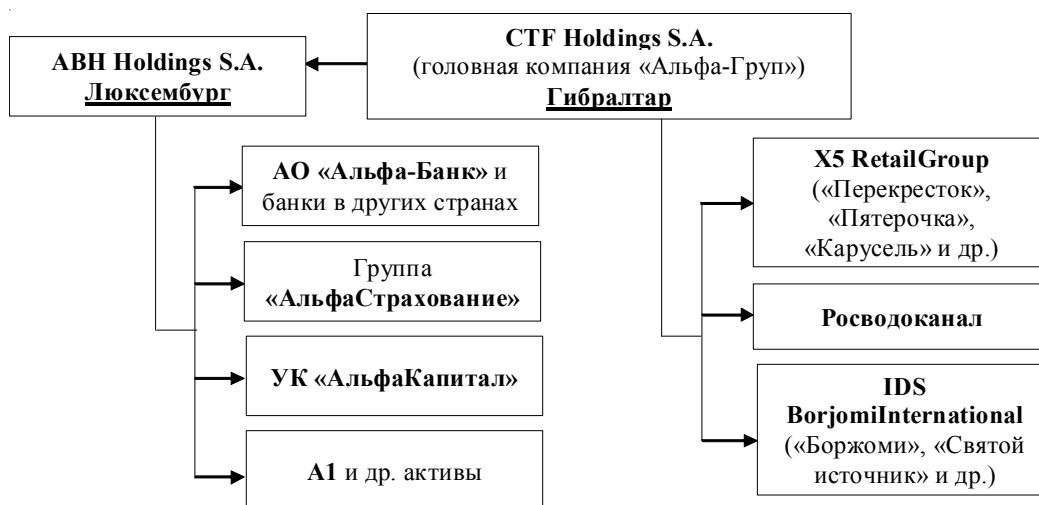 ABH Holdings S.A.
Люксембург
CTF Holdings S.A.
(головная компания «Альфа-Груп»)
Гибралтар
АО «Альфа-Банк» и
банки в других странах
Группа
«АльфаСтрахование»
УК «АльфаКапитал»
А1 и др. активы
X5 RetailGroup
(«Перекресток»,
«Пятерочка»,
«Карусель» и др.)
Росводоканал
IDS
BorjomiInternational
(«Боржоми», «Святой
источник» и др.)